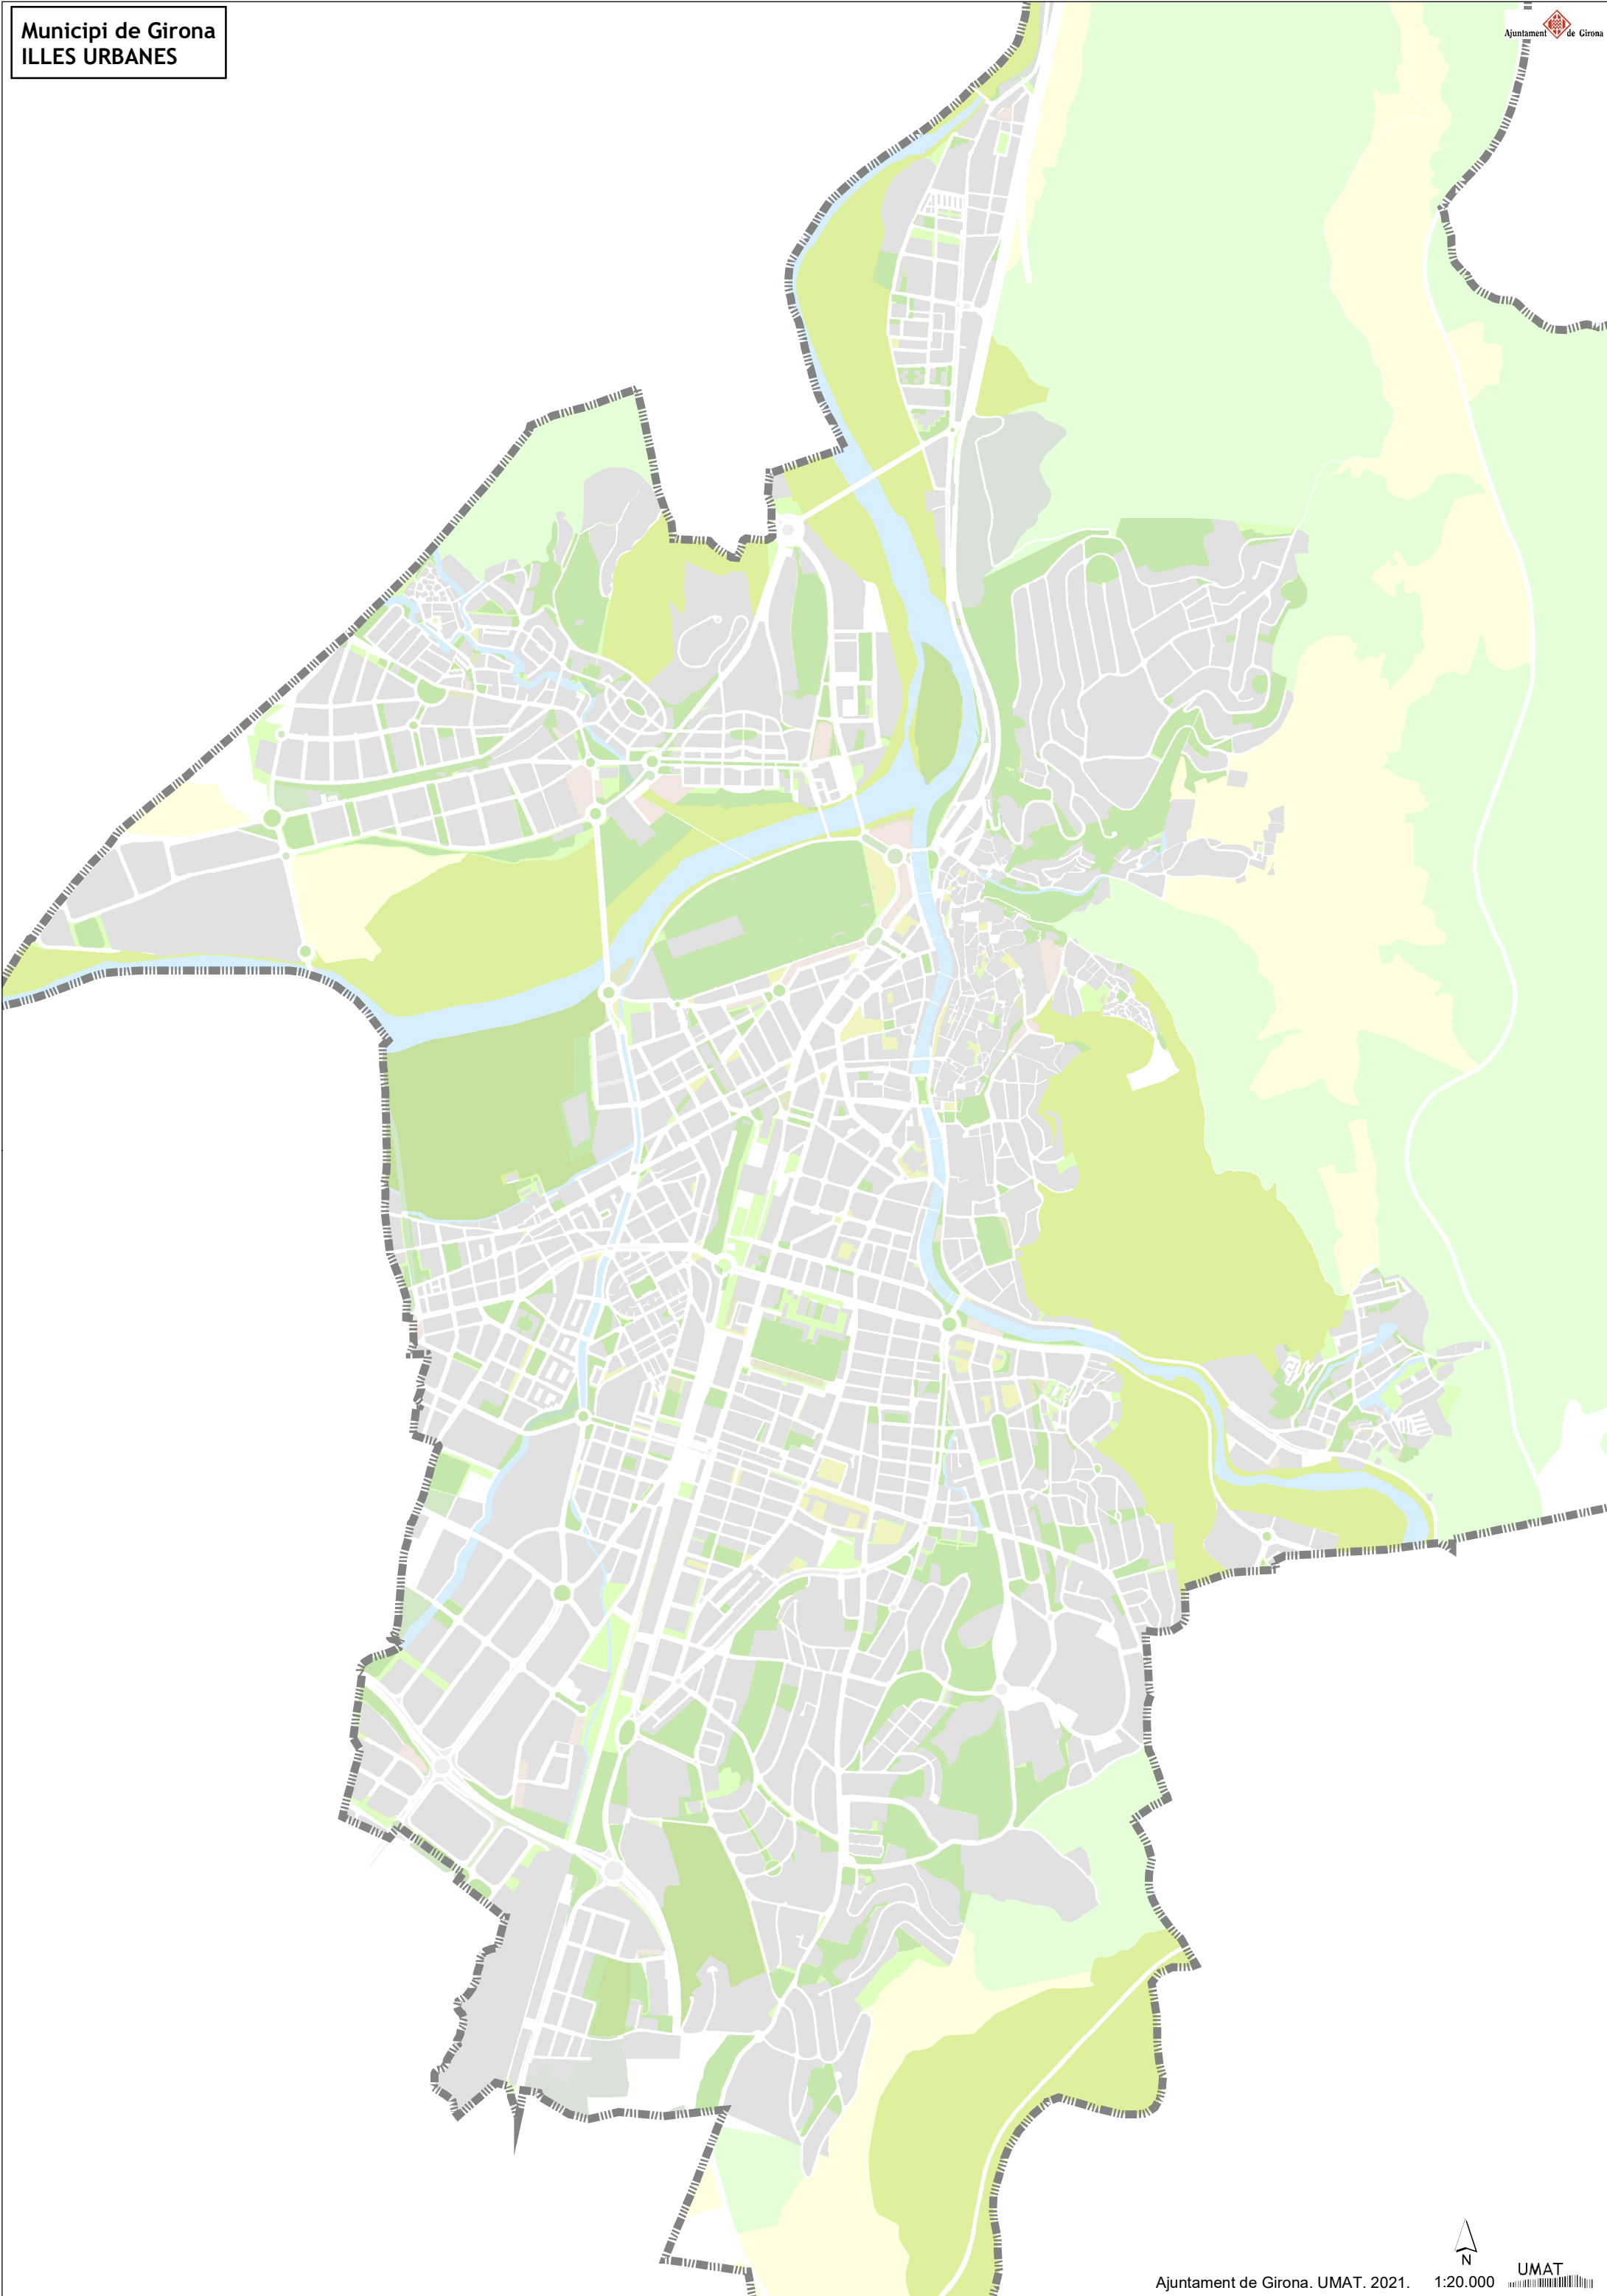 Municipi de Girona
ILLES URBANES
Ajuntament de Girona
N
UMAT
Ajuntament de Girona. UMAT. 2021. 1:20.000